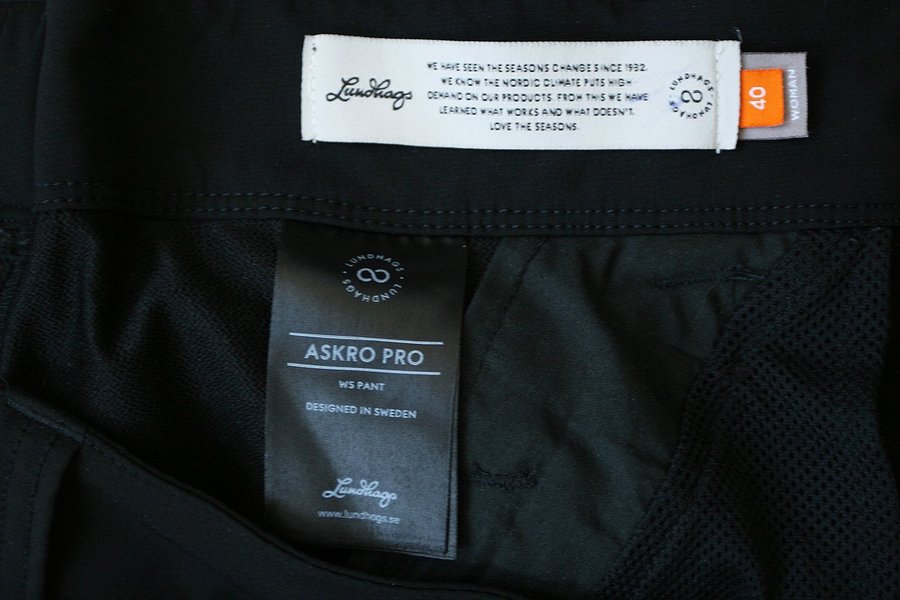 Lundhags
WE HAVE SEEN THE SEASONS CHANGE SINCE 1932.
WE KNOW THE NORDIC CLIMATE PUTS HIGH
DEMAND ON OUR PRODUCTS. FROM THIS WE HAVE
LEARNED WHAT WORKS AND WHAT DOESN'T.
LOVE THE SEASONS.
LUNDHAGS · LUNDHAGS ·
40
WOMAN
LUNDHAGS · LUNDHAGS ·
ASKRO PRO
WS PANT
DESIGNED IN SWEDEN
Lundhags
www.lundhags.se